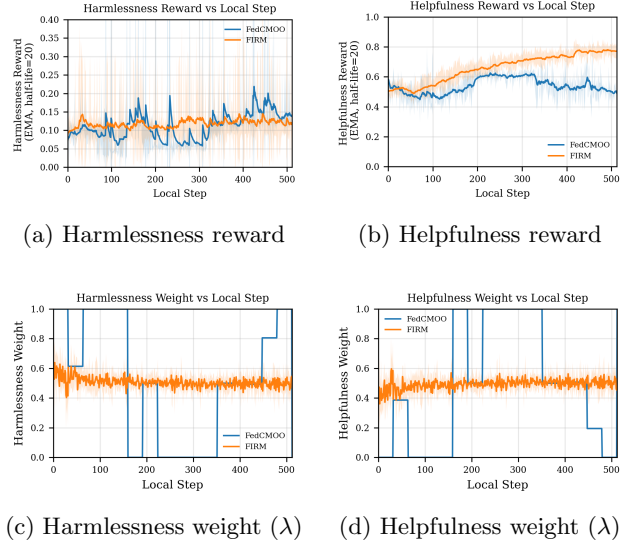 Harmlessness Reward vs Local Step
Harmlessness Reward
(EMA, half-life=20)
0.40
0.35
0.30
0.25
0.20
0.15
0.10
0.05
0.00
FedCMOO
FIRM
0 100 200 300 400 500
Local Step
(a) Harmlessness reward
Helpfulness Reward vs Local Step
Helpfulness Reward
(EMA, half-life=20)
1.0
0.8
0.6
0.4
0.2
0.0
FedCMOO
FIRM
0 100 200 300 400 500
Local Step
(b) Helpfulness reward
Harmlessness Weight vs Local Step
Harmlessness Weight
1.0
0.8
0.6
0.4
0.2
0.0
FedCMOO
FIRM
0 100 200 300 400 500
Local Step
(c) Harmlessness weight (λ)
Helpfulness Weight vs Local Step
Helpfulness Weight
1.0
0.8
0.6
0.4
0.2
0.0
FedCMOO
FIRM
0 100 200 300 400 500
Local Step
(d) Helpfulness weight (λ)